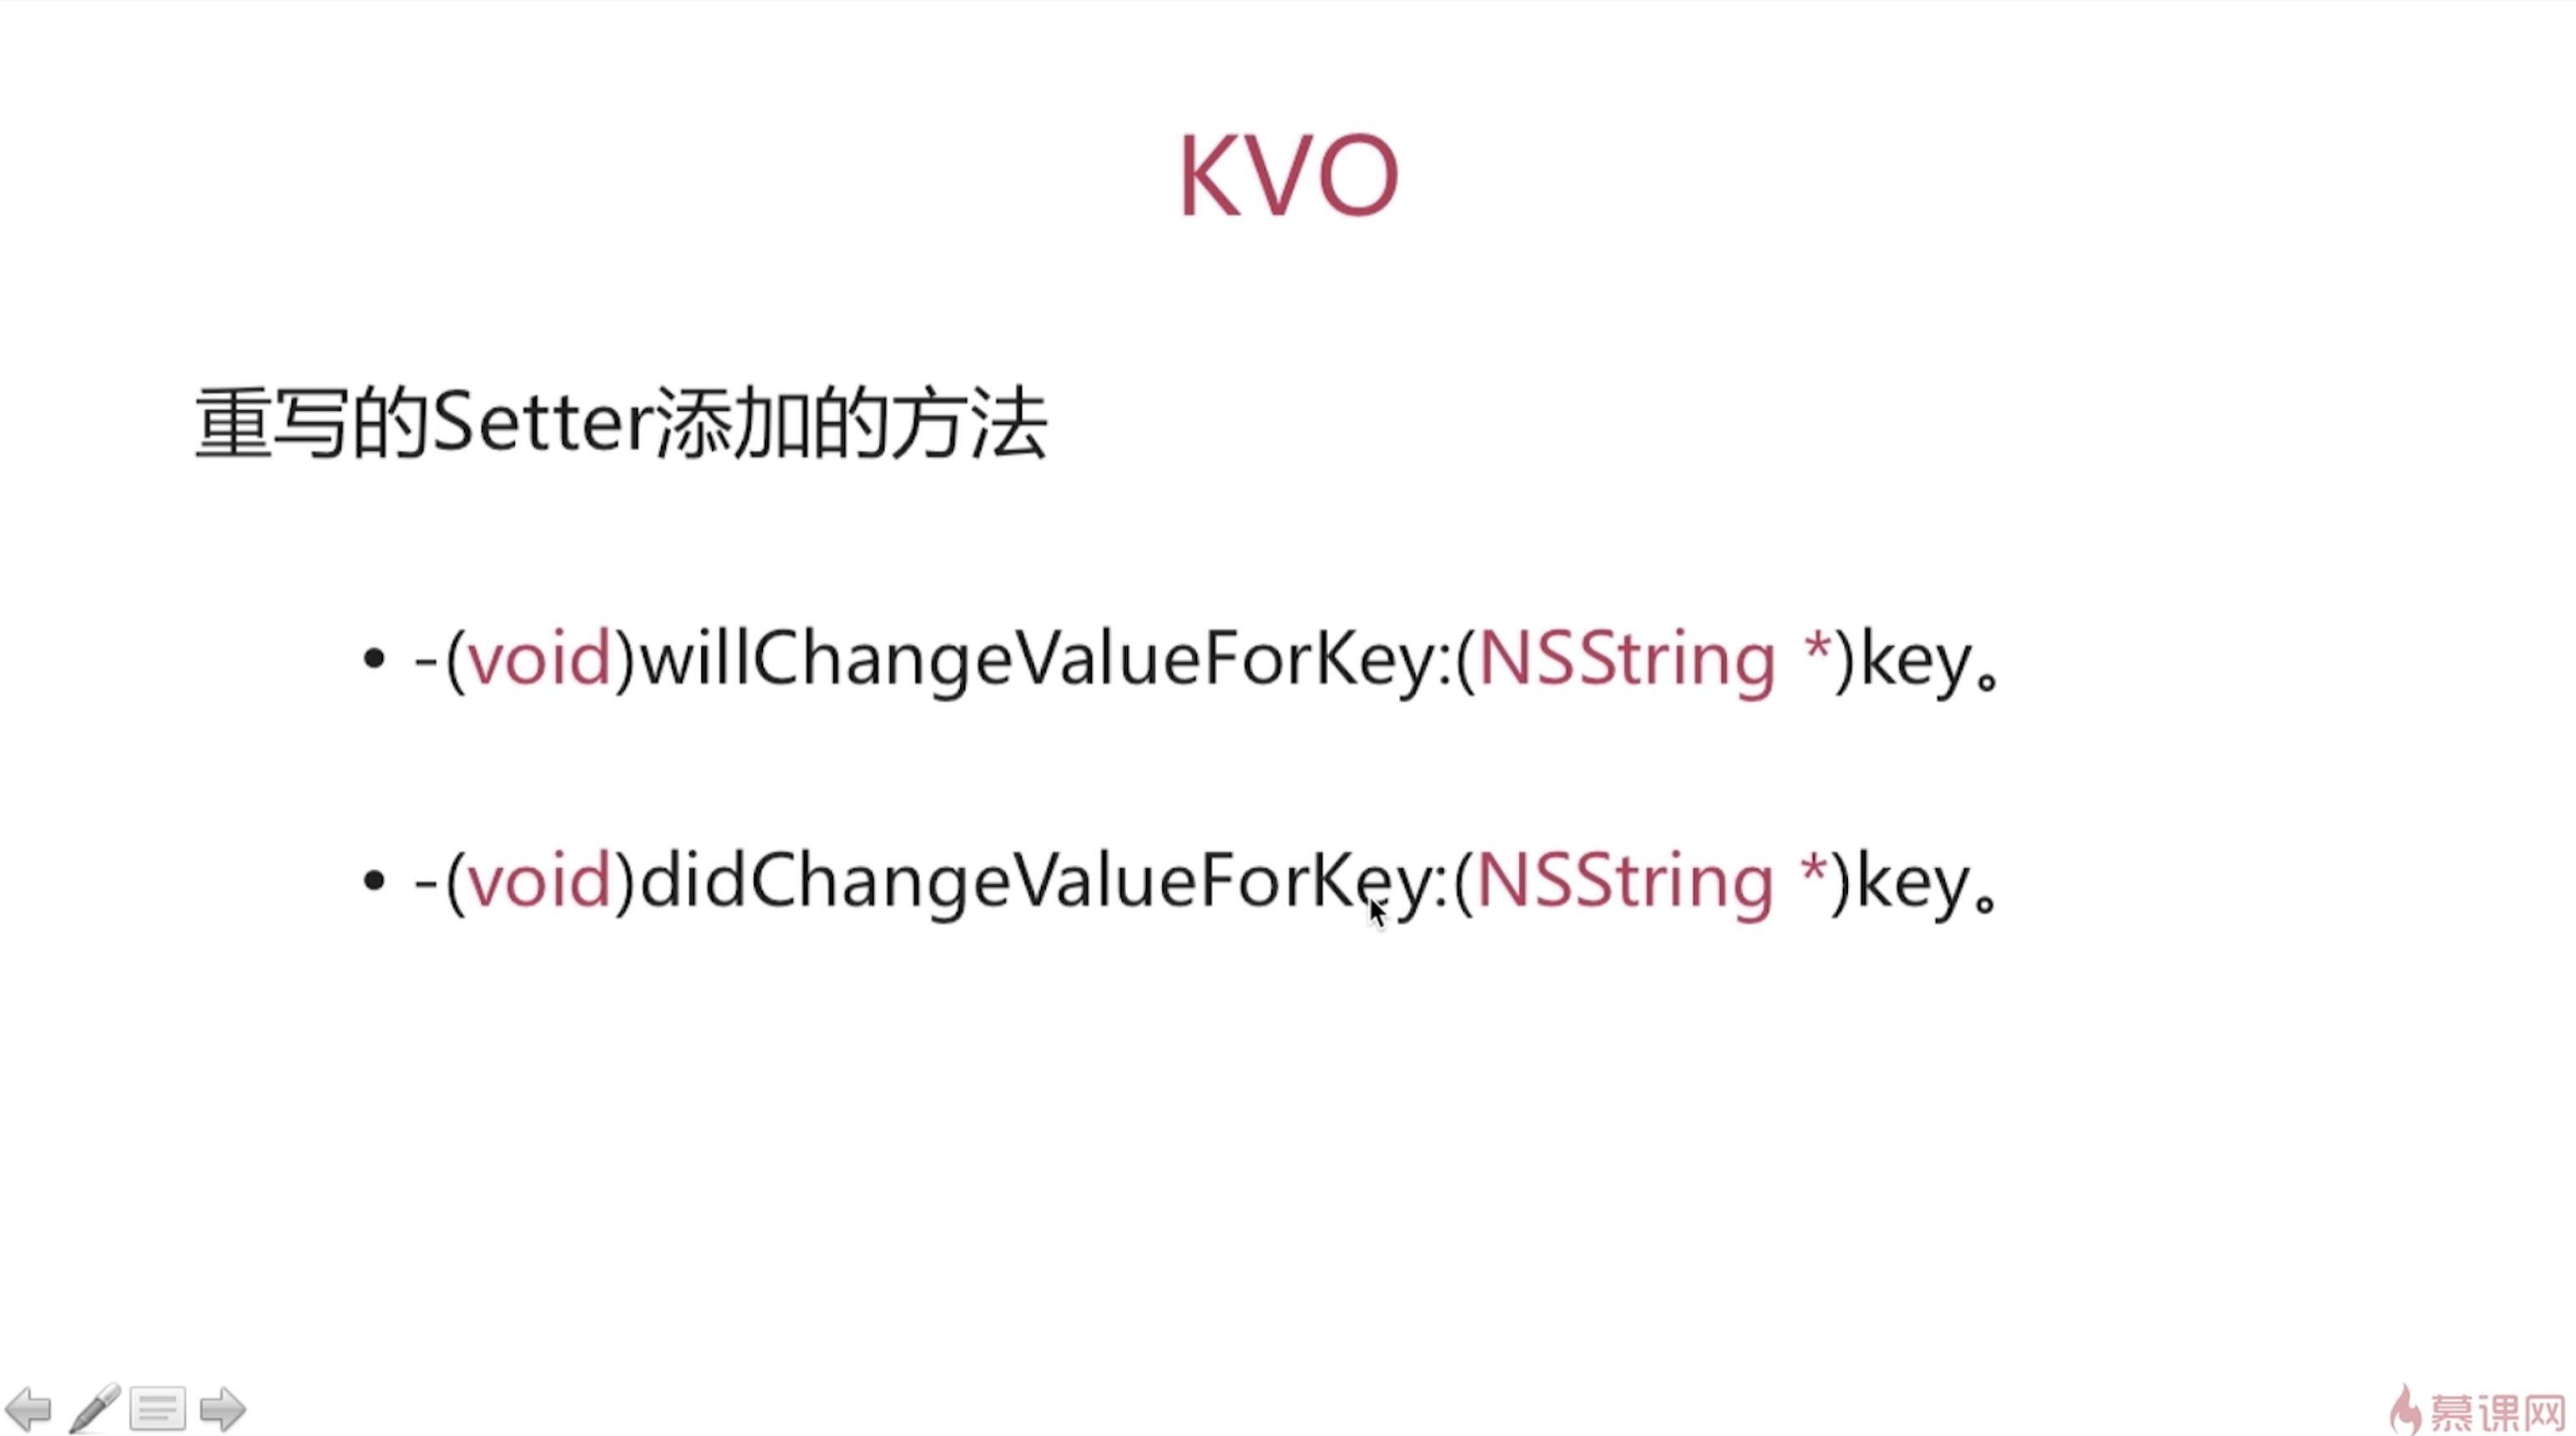 KVO
重写的Setter添加的方法
• -(void)willChangeValueForKey:(NSString *)key。
• -(void)didChangeValueForKey:(NSString *)key。
慕课网